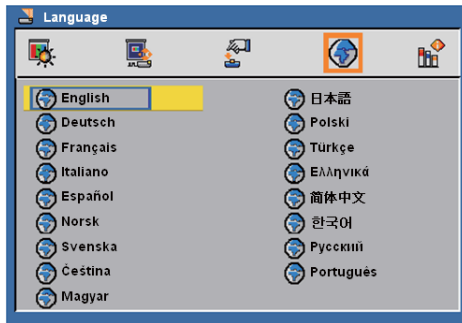 Language
English
Deutsch
Français
Italiano
Español
Norsk
Svenska
Čeština
Magyar
日本語
Polski
Türkçe
Ελληνικά
简体中文
한국어
Русский
Português